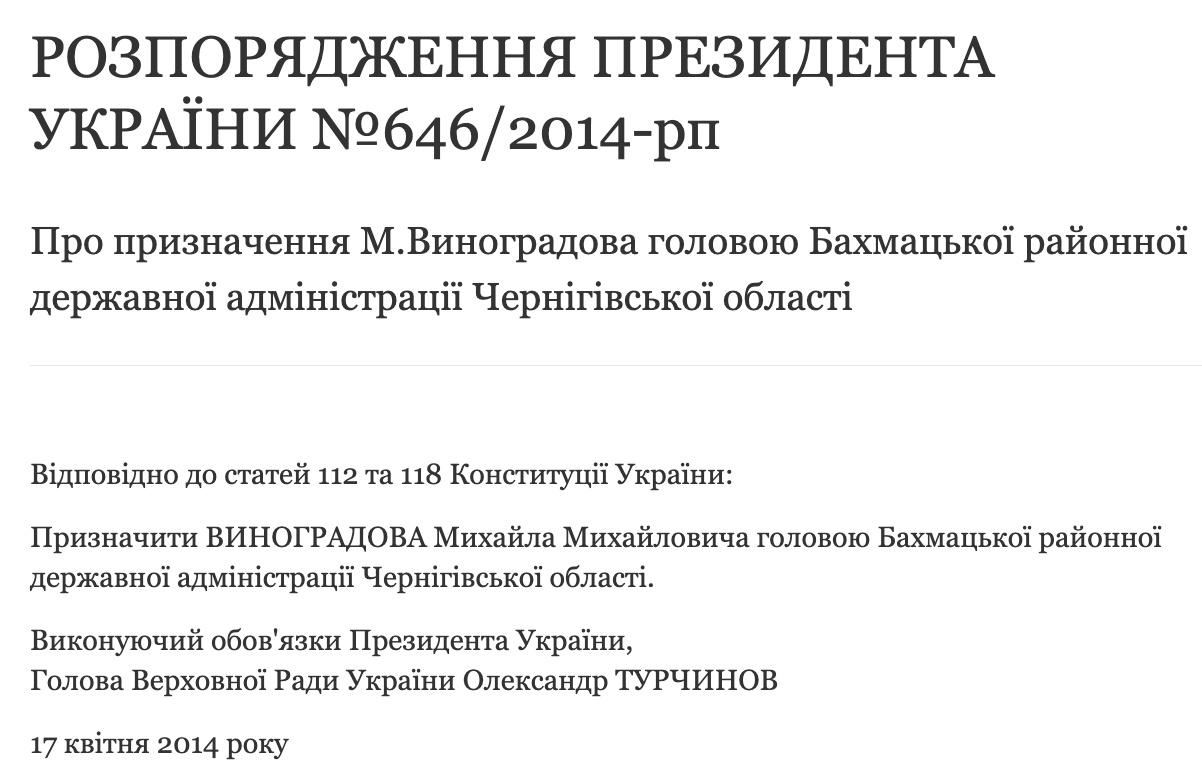 РОЗПОРЯДЖЕННЯ ПРЕЗИДЕНТА
УКРАЇНИ №646/2014-рп
Про призначення М.Виноградова головою Бахмацької районної
державної адміністрації Чернігівської області
Відповідно до статей 112 та 118 Конституції України:
Призначити ВИНОГРАДОВА Михайла Михайловича головою Бахмацької районної
державної адміністрації Чернігівської області.
Виконуючий обов'язки Президента України,
Голова Верховної Ради України Олександр ТУРЧИНОВ
17 квітня 2014 року